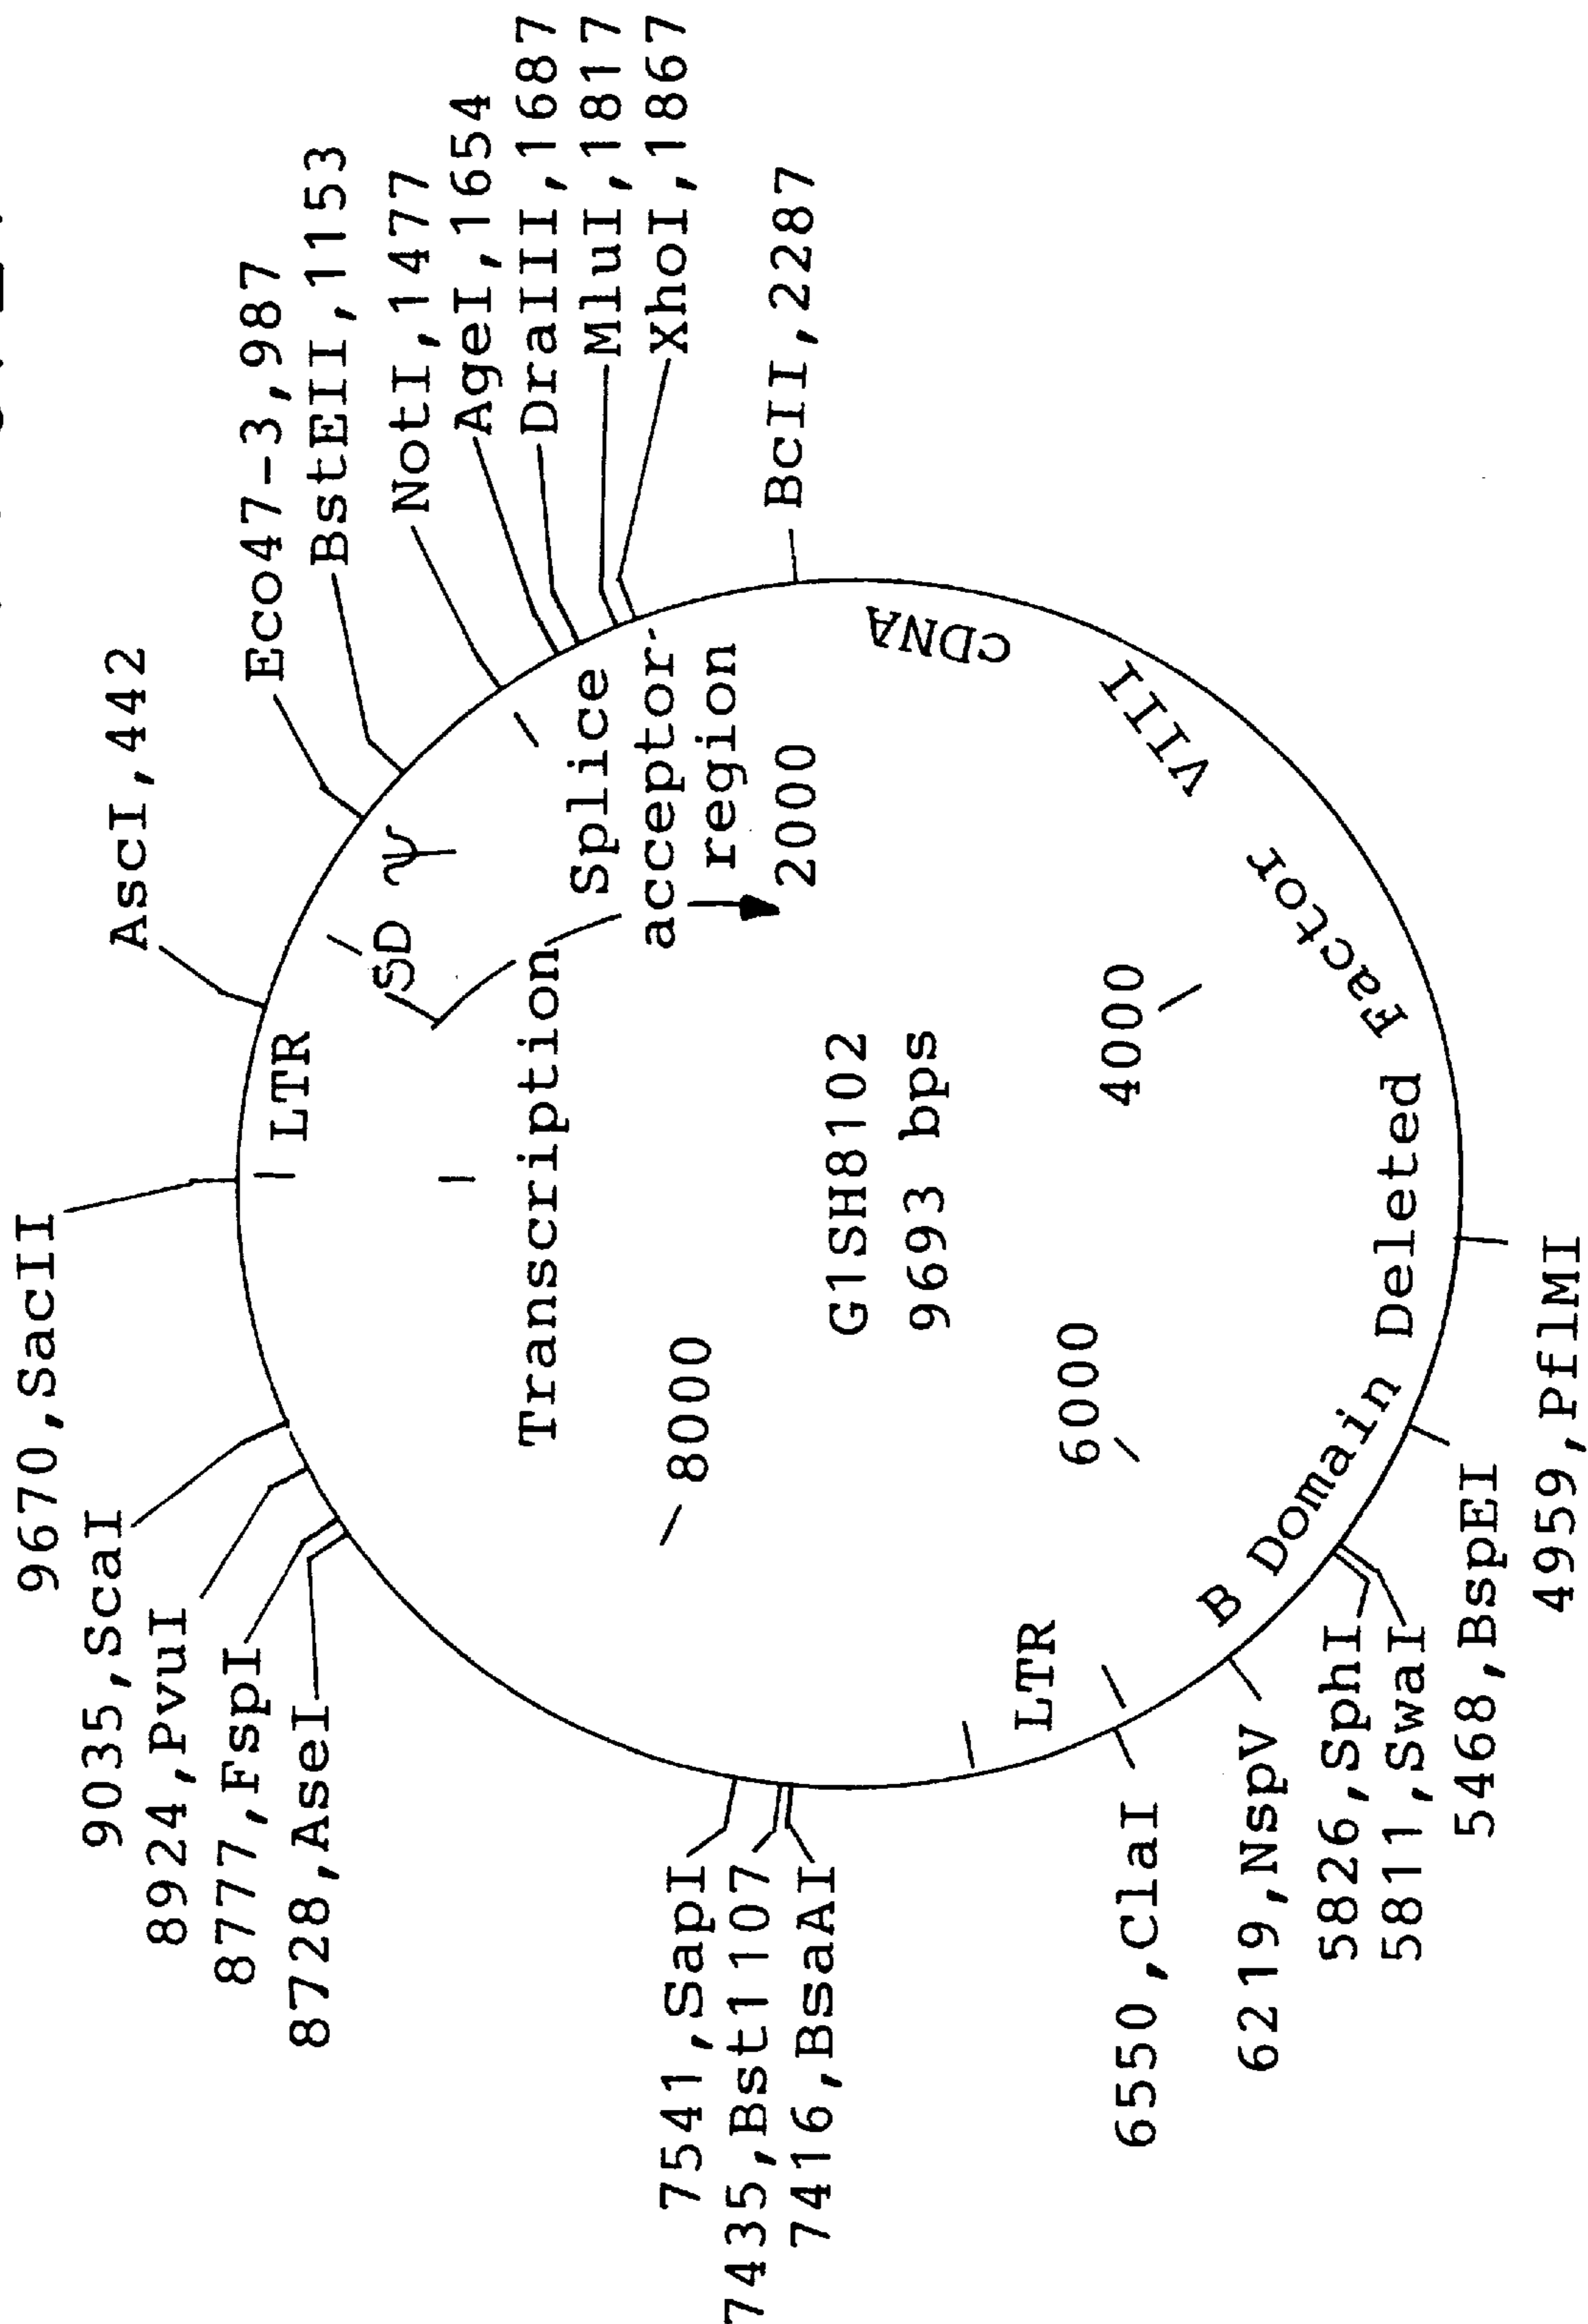 9670,SacII
9035,ScaI
8924,PvuI
8777,FspI
8728,AseI
7541,SapI
7435,Bst1107
7416,BsaAI
6550,ClaI
6219,NspV
5826,SphI
5811,SwaI
5468,BspEI
4959,PflMI
AscI,442
Eco47-3,987
BstEII,1153
NotI,1477
AgeI,1654
DraIII,1687
MluI,1817
XhoI,1867
BclI,2287
LTR
SD Ψ
Transcription
Splice
acceptor
region
2000
4000
6000
8000
G1SH8102
9693 bps
LTR
B Domain Deleted Factor VIII cDNA